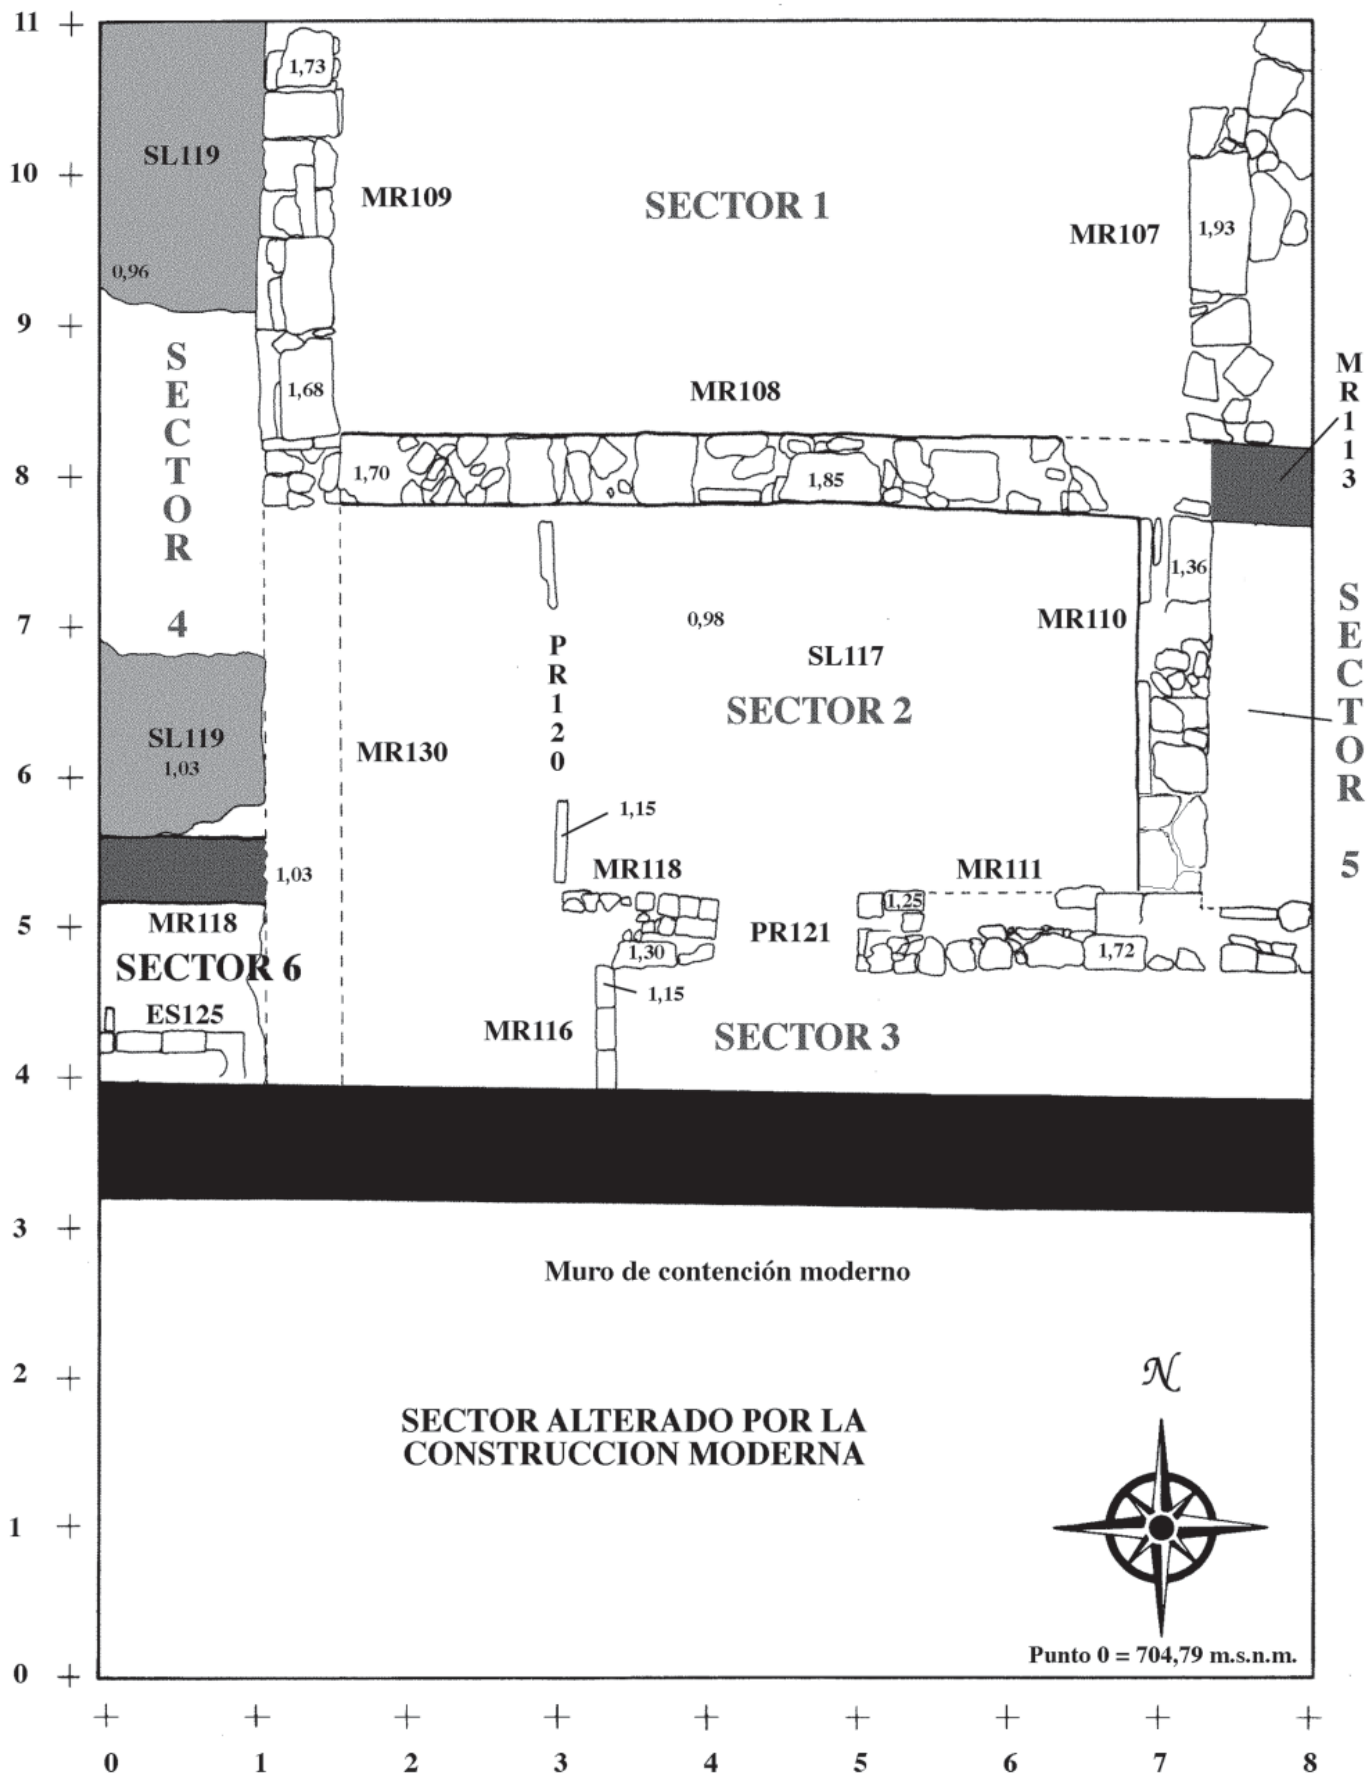 11
1,73
SL119
10
MR109
SECTOR 1
MR107
1,93
0,96
9
SECTOR 4
MR113
1,68
MR108
8
1,70
1,85
1,36
7
0,98
MR110
SECTOR 5
PR120
SL117
SECTOR 2
SL119
MR130
1,03
6
1,15
MR118
MR111
1,03
1,25
5
MR118
PR121
1,30
1,72
SECTOR 6
1,15
ES125
MR116
SECTOR 3
4
3
Muro de contención moderno
2
N
SECTOR ALTERADO POR LA
CONSTRUCCION MODERNA
1
Punto 0 = 704,79 m.s.n.m.
0
0 1 2 3 4 5 6 7 8